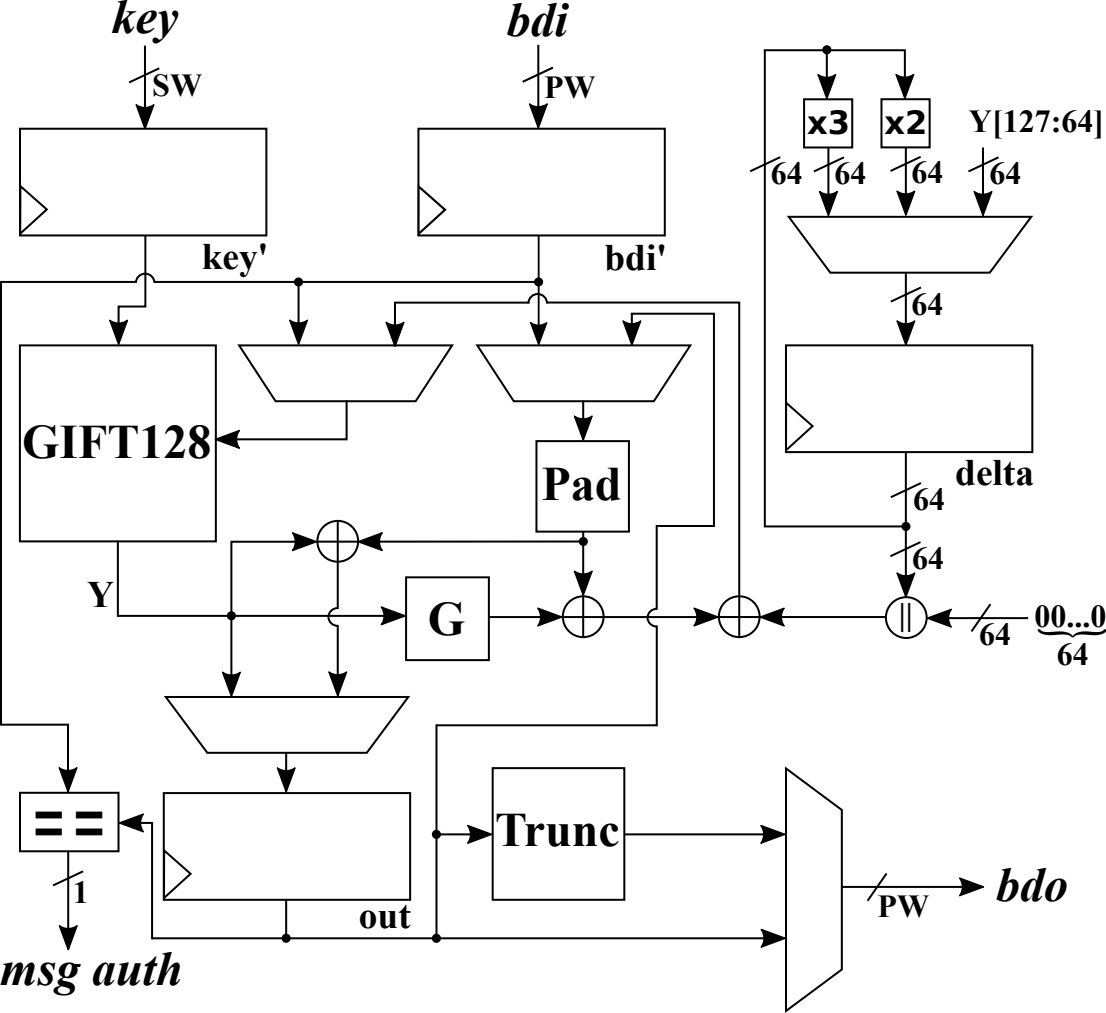 key
bdi
SW
PW
x3
x2
Y[127:64]
64
64
64
64
key'
bdi'
64
GIFT128
Pad
delta
64
64
Y
G
||
00...0
64
64
==
Trunc
1
out
PW
bdo
msg auth